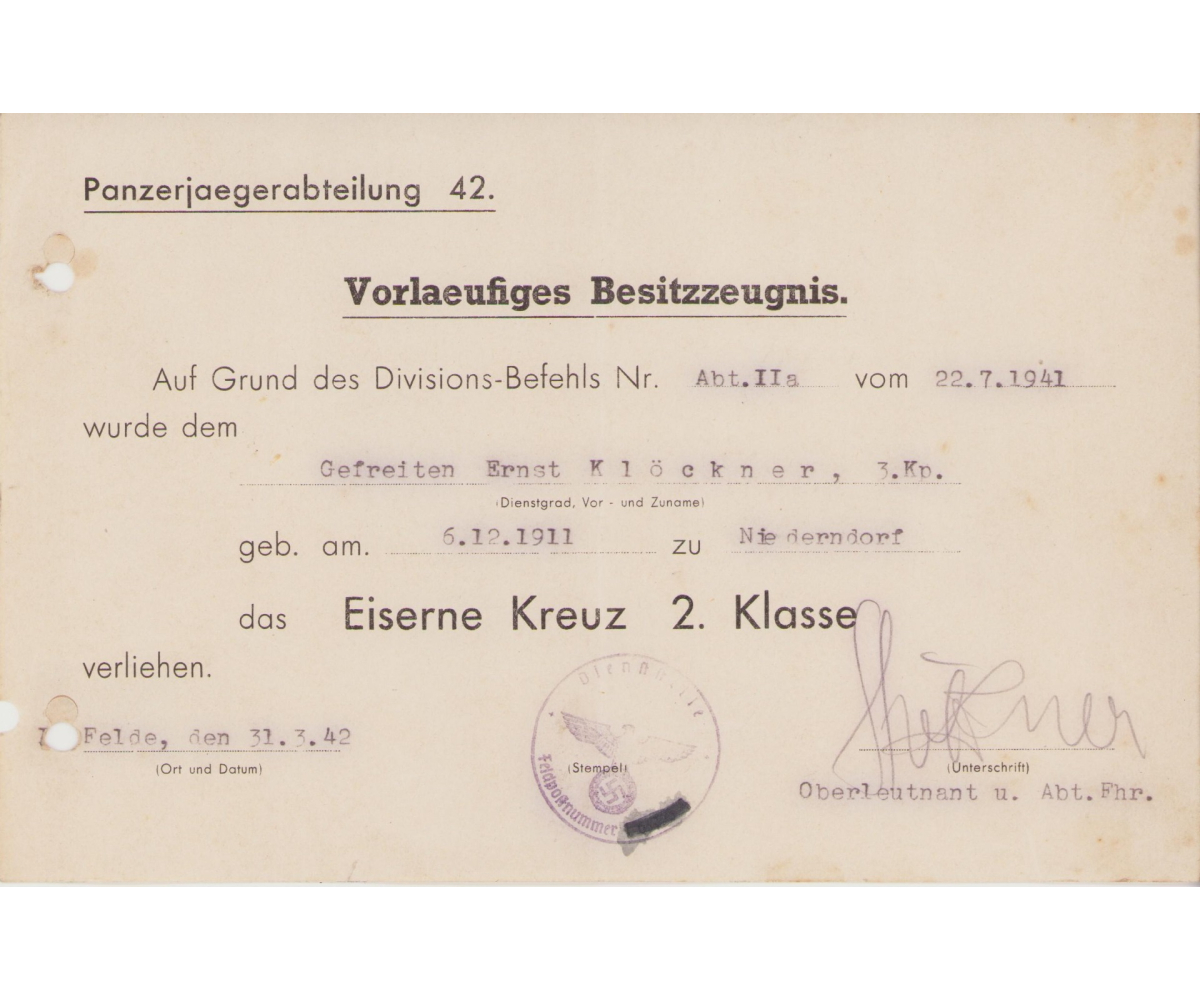 Panzerjaegerabteilung 42.
Vorlaeufiges Besitzzeugnis.
Auf Grund des Divisions-Befehls Nr. Abt.IIa vom 22.7.1941
wurde dem
Gefreiten Ernst Klöckner, 3.Kp.
(Dienstgrad, Vor- und Zuname)
geb. am. 6.12.1911 zu Niederndorf
das Eiserne Kreuz 2. Klasse
verliehen.
Felde, den 31.3.42
(Ort und Datum)
Dienststelle
Feldpostnummer
(Stempel)
(Unterschrift)
Oberleutnant u. Abt.Fhr.